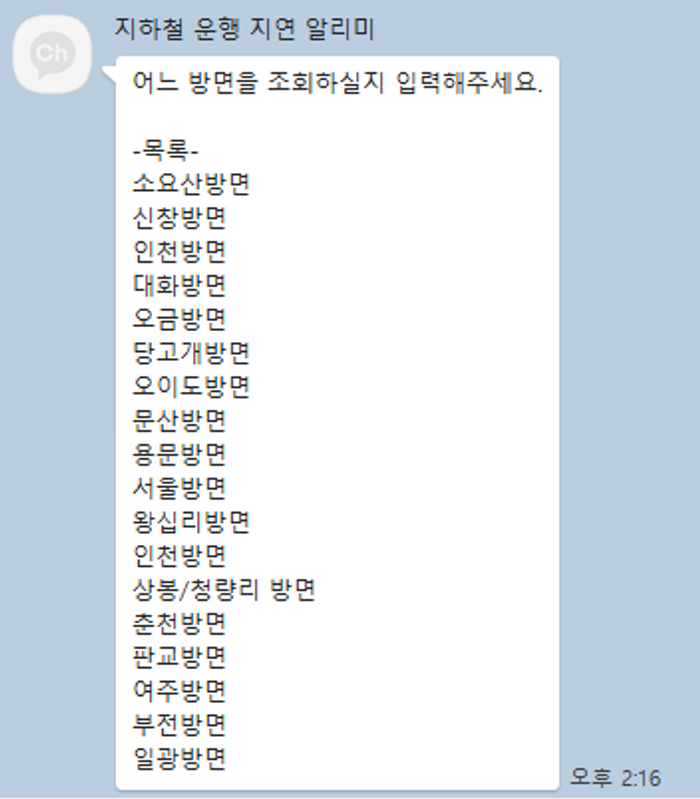 지하철 운행 지연 알리미
Ch
어느 방면을 조회하실지 입력해주세요.
-목록-
소요산방면
신창방면
인천방면
대화방면
오금방면
당고개방면
오이도방면
문산방면
용문방면
서울방면
왕십리방면
인천방면
상봉/청량리 방면
춘천방면
판교방면
여주방면
부전방면
일광방면
오후 2:16